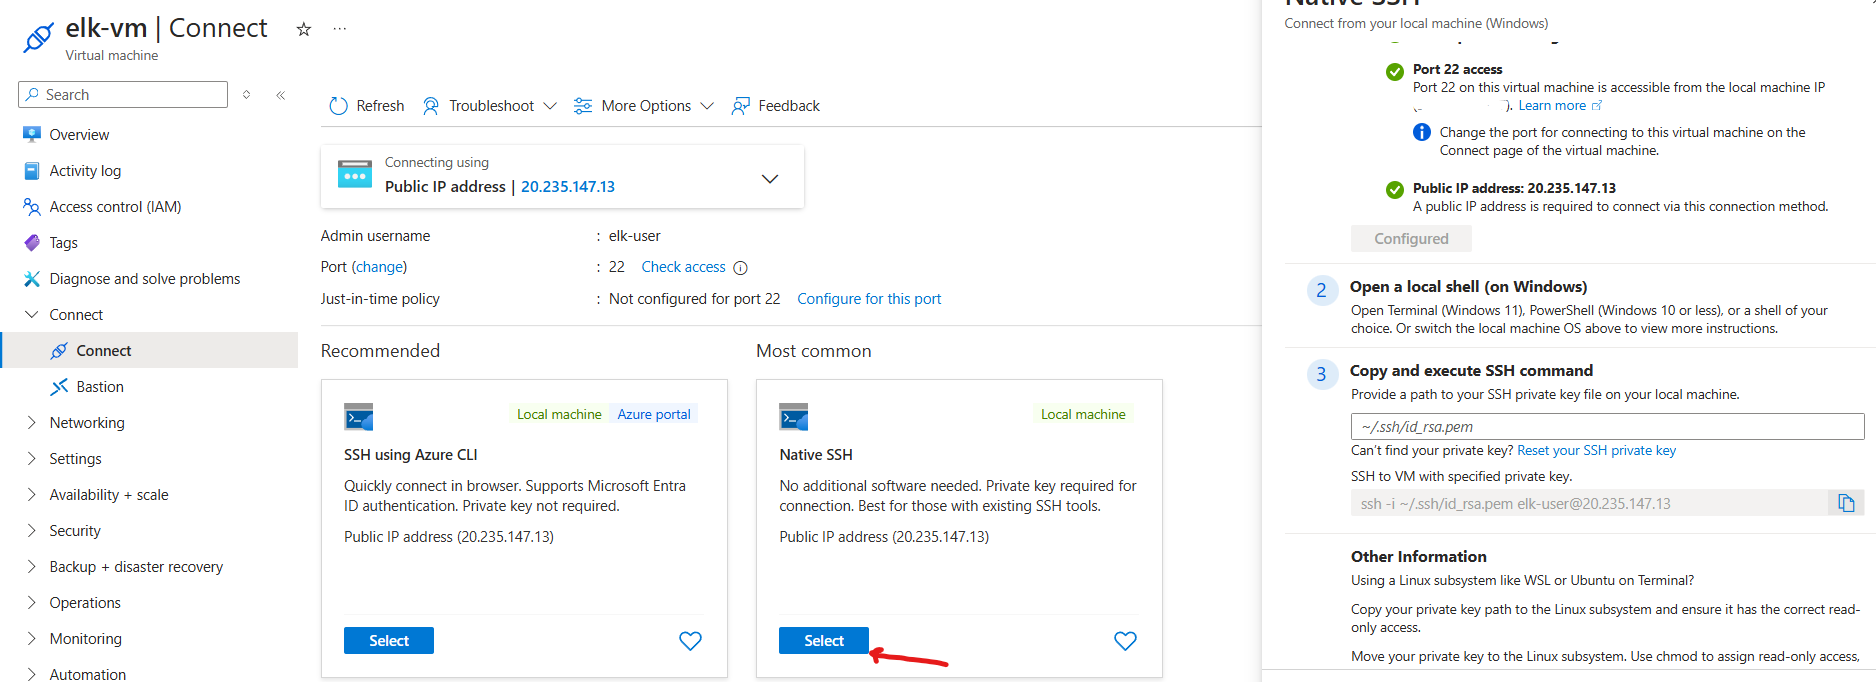 elk-vm | Connect
Virtual machine
Search
Overview
Activity log
Access control (IAM)
Tags
Diagnose and solve problems
Connect
Connect
Bastion
Networking
Settings
Availability + scale
Security
Backup + disaster recovery
Operations
Monitoring
Automation
Refresh
Troubleshoot
More Options
Feedback
Connecting using
Public IP address | 20.235.147.13
Admin username : elk-user
Port (change) : 22 Check access
Just-in-time policy : Not configured for port 22 Configure for this port
Recommended
Local machine Azure portal
SSH using Azure CLI
Quickly connect in browser. Supports Microsoft Entra
ID authentication. Private key not required.
Public IP address (20.235.147.13)
Select
Most common
Local machine
Native SSH
No additional software needed. Private key required for
connection. Best for those with existing SSH tools.
Public IP address (20.235.147.13)
Select
Native SSH
Connect from your local machine (Windows)
Port 22 access
Port 22 on this virtual machine is accessible from the local machine IP
). Learn more
Change the port for connecting to this virtual machine on the
Connect page of the virtual machine.
Public IP address: 20.235.147.13
A public IP address is required to connect via this connection method.
Configured
2 Open a local shell (on Windows)
Open Terminal (Windows 11), PowerShell (Windows 10 or less), or a shell of your
choice. Or switch the local machine OS above to view more instructions.
3 Copy and execute SSH command
Provide a path to your SSH private key file on your local machine.
~/.ssh/id_rsa.pem
Can't find your private key? Reset your SSH private key
SSH to VM with specified private key.
ssh -i ~/.ssh/id_rsa.pem elk-user@20.235.147.13
Other Information
Using a Linux subsystem like WSL or Ubuntu on Terminal?
Copy your private key path to the Linux subsystem and ensure it has the correct read-
only access.
Move your private key to the Linux subsystem. Use chmod to assign read-only access,